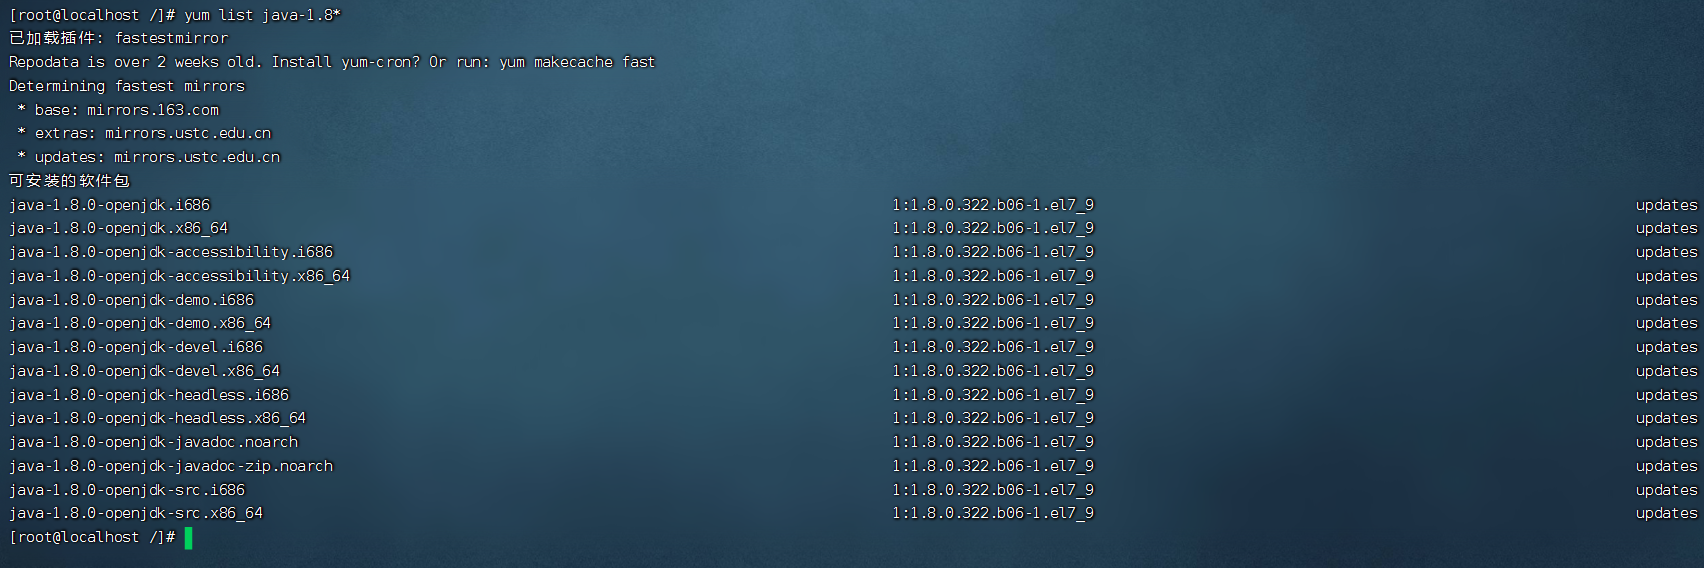 [root@localhost /]# yum list java-1.8*
已加载插件: fastestmirror
Repodata is over 2 weeks old. Install yum-cron? Or run: yum makecache fast
Determining fastest mirrors
 * base: mirrors.163.com
 * extras: mirrors.ustc.edu.cn
 * updates: mirrors.ustc.edu.cn
可安装的软件包
java-1.8.0-openjdk.i686 1:1.8.0.322.b06-1.el7_9 updates
java-1.8.0-openjdk.x86_64 1:1.8.0.322.b06-1.el7_9 updates
java-1.8.0-openjdk-accessibility.i686 1:1.8.0.322.b06-1.el7_9 updates
java-1.8.0-openjdk-accessibility.x86_64 1:1.8.0.322.b06-1.el7_9 updates
java-1.8.0-openjdk-demo.i686 1:1.8.0.322.b06-1.el7_9 updates
java-1.8.0-openjdk-demo.x86_64 1:1.8.0.322.b06-1.el7_9 updates
java-1.8.0-openjdk-devel.i686 1:1.8.0.322.b06-1.el7_9 updates
java-1.8.0-openjdk-devel.x86_64 1:1.8.0.322.b06-1.el7_9 updates
java-1.8.0-openjdk-headless.i686 1:1.8.0.322.b06-1.el7_9 updates
java-1.8.0-openjdk-headless.x86_64 1:1.8.0.322.b06-1.el7_9 updates
java-1.8.0-openjdk-javadoc.noarch 1:1.8.0.322.b06-1.el7_9 updates
java-1.8.0-openjdk-javadoc-zip.noarch 1:1.8.0.322.b06-1.el7_9 updates
java-1.8.0-openjdk-src.i686 1:1.8.0.322.b06-1.el7_9 updates
java-1.8.0-openjdk-src.x86_64 1:1.8.0.322.b06-1.el7_9 updates
[root@localhost /]#